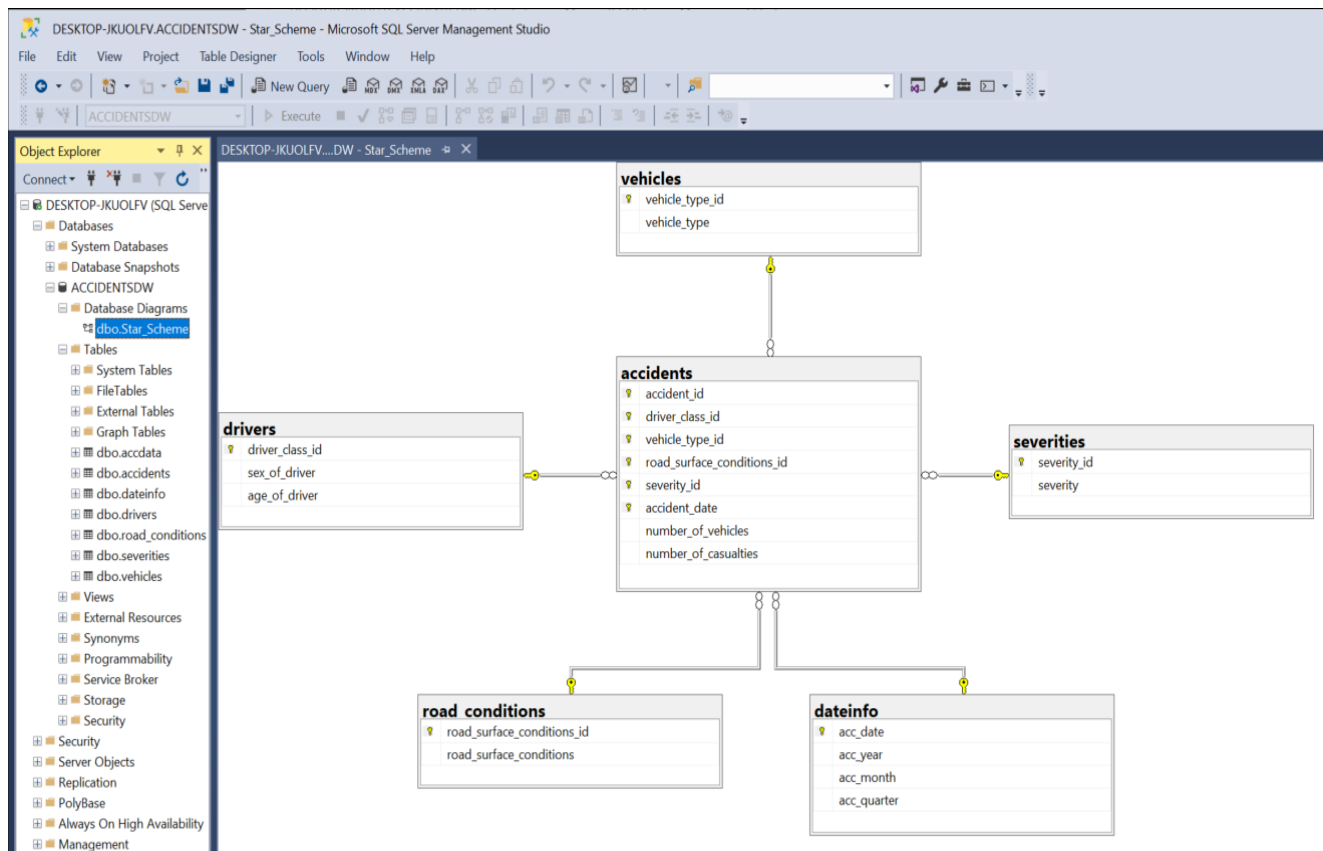 DESKTOP-JKUOLFV.ACCIDENTSDW - Star_Scheme - Microsoft SQL Server Management Studio
File Edit View Project Table Designer Tools Window Help
New Query MDX DMX XMLA DAX
ACCIDENTSDW Execute
Object Explorer
DESKTOP-JKUOLFV....DW - Star_Scheme
Connect
DESKTOP-JKUOLFV (SQL Serve
Databases
System Databases
Database Snapshots
ACCIDENTSDW
Database Diagrams
dbo.Star_Scheme
Tables
System Tables
FileTables
External Tables
Graph Tables
dbo.accdata
dbo.accidents
dbo.dateinfo
dbo.drivers
dbo.road_conditions
dbo.severities
dbo.vehicles
Views
External Resources
Synonyms
Programmability
Service Broker
Storage
Security
Security
Server Objects
Replication
PolyBase
Always On High Availability
Management
vehicles
vehicle_type_id
vehicle_type
accidents
accident_id
driver_class_id
vehicle_type_id
road_surface_conditions_id
severity_id
accident_date
number_of_vehicles
number_of_casualties
drivers
driver_class_id
sex_of_driver
age_of_driver
severities
severity_id
severity
road_conditions
road_surface_conditions_id
road_surface_conditions
dateinfo
acc_date
acc_year
acc_month
acc_quarter